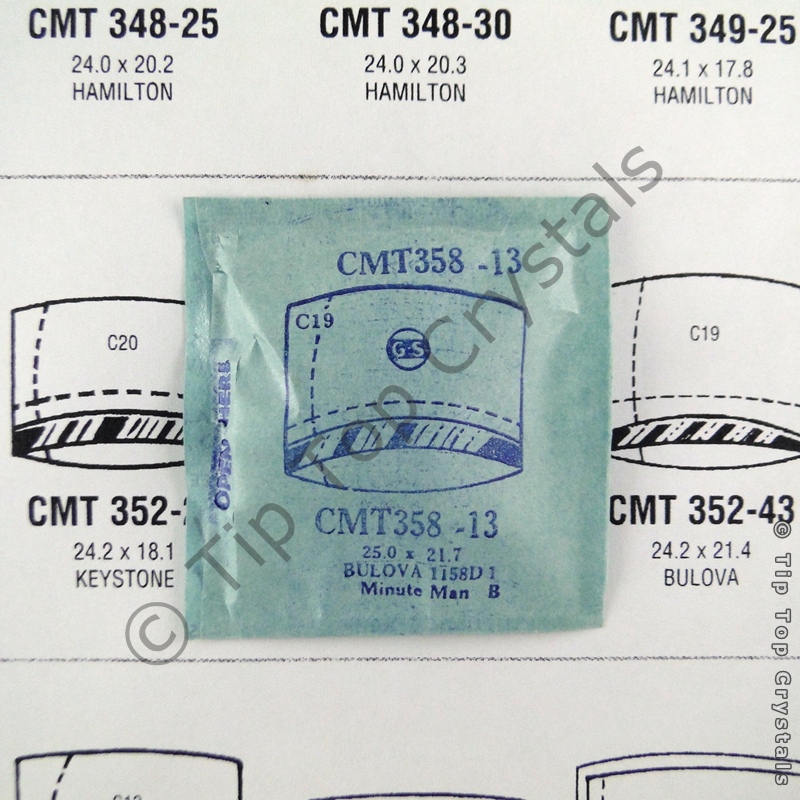 CMT 348-25
24.0 x 20.2
HAMILTON
CMT 348-30
24.0 x 20.3
HAMILTON
CMT 349-25
24.1 x 17.8
HAMILTON
C20
CMT 352-
24.2 x 18.1
KEYSTONE
CMT358 -13
C19
G-S
OPEN HERE
CMT358 -13
25.0 x 21.7
BULOVA 1158D1
Minute Man B
C19
CMT 352-43
24.2 x 21.4
BULOVA
© Tip Top Crystals
© Tip Top Crystals